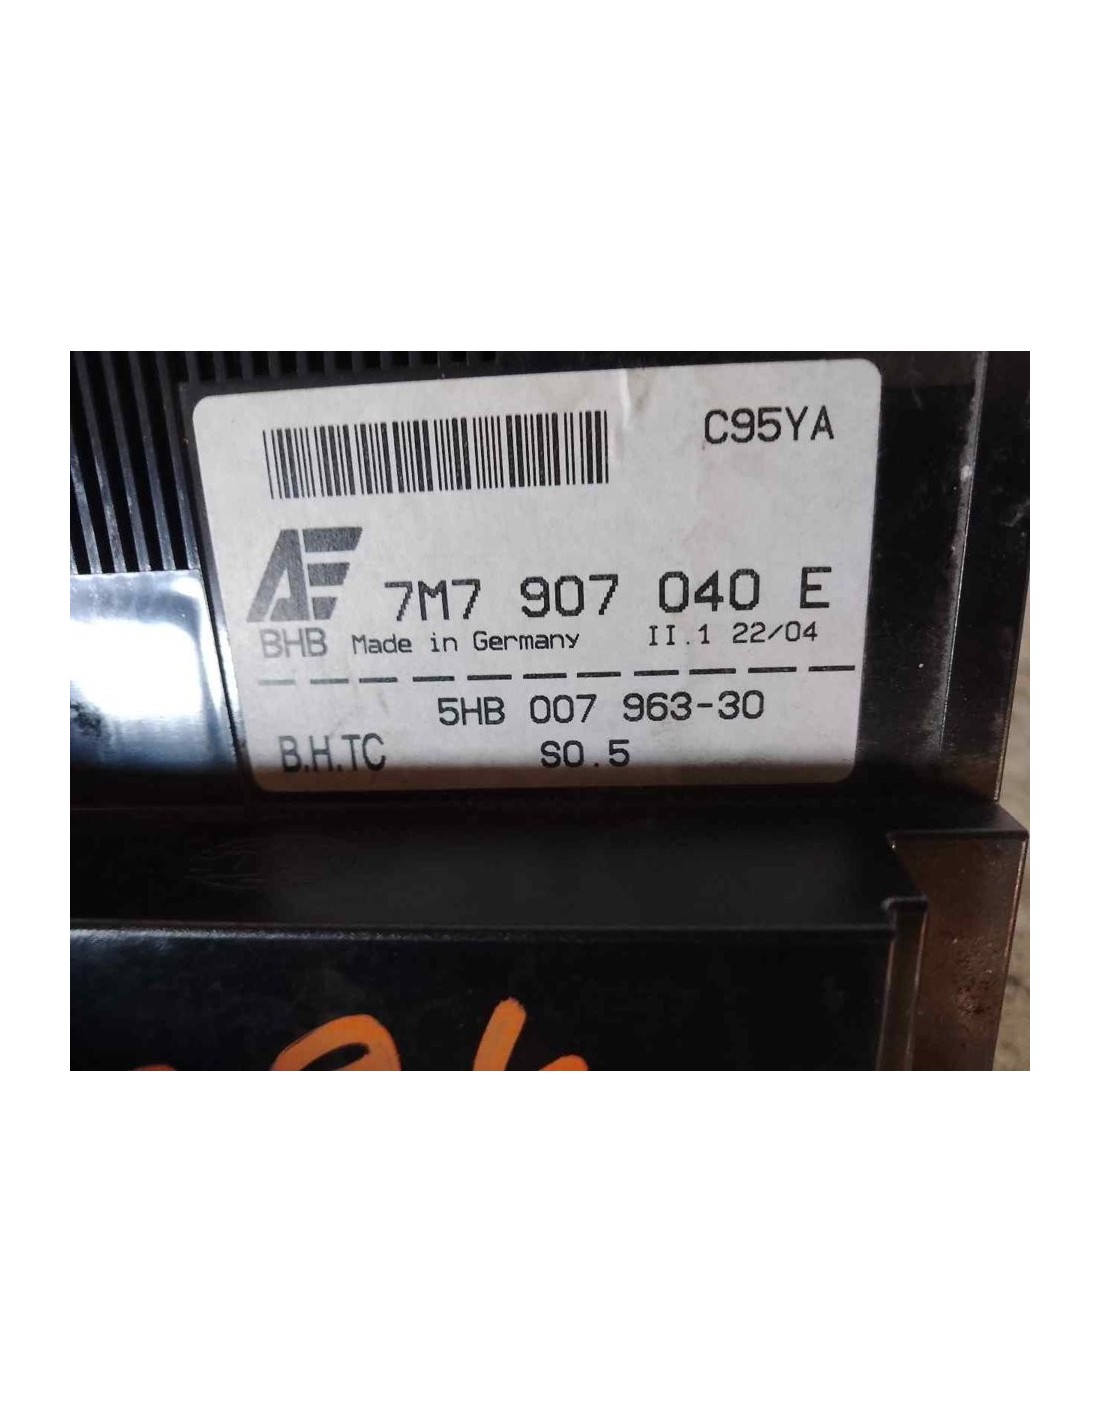 C95YA
AE
7M7 907 040 E
BHB Made in Germany II.1 22/04
5HB 007 963-30
B.H.TC S0.5